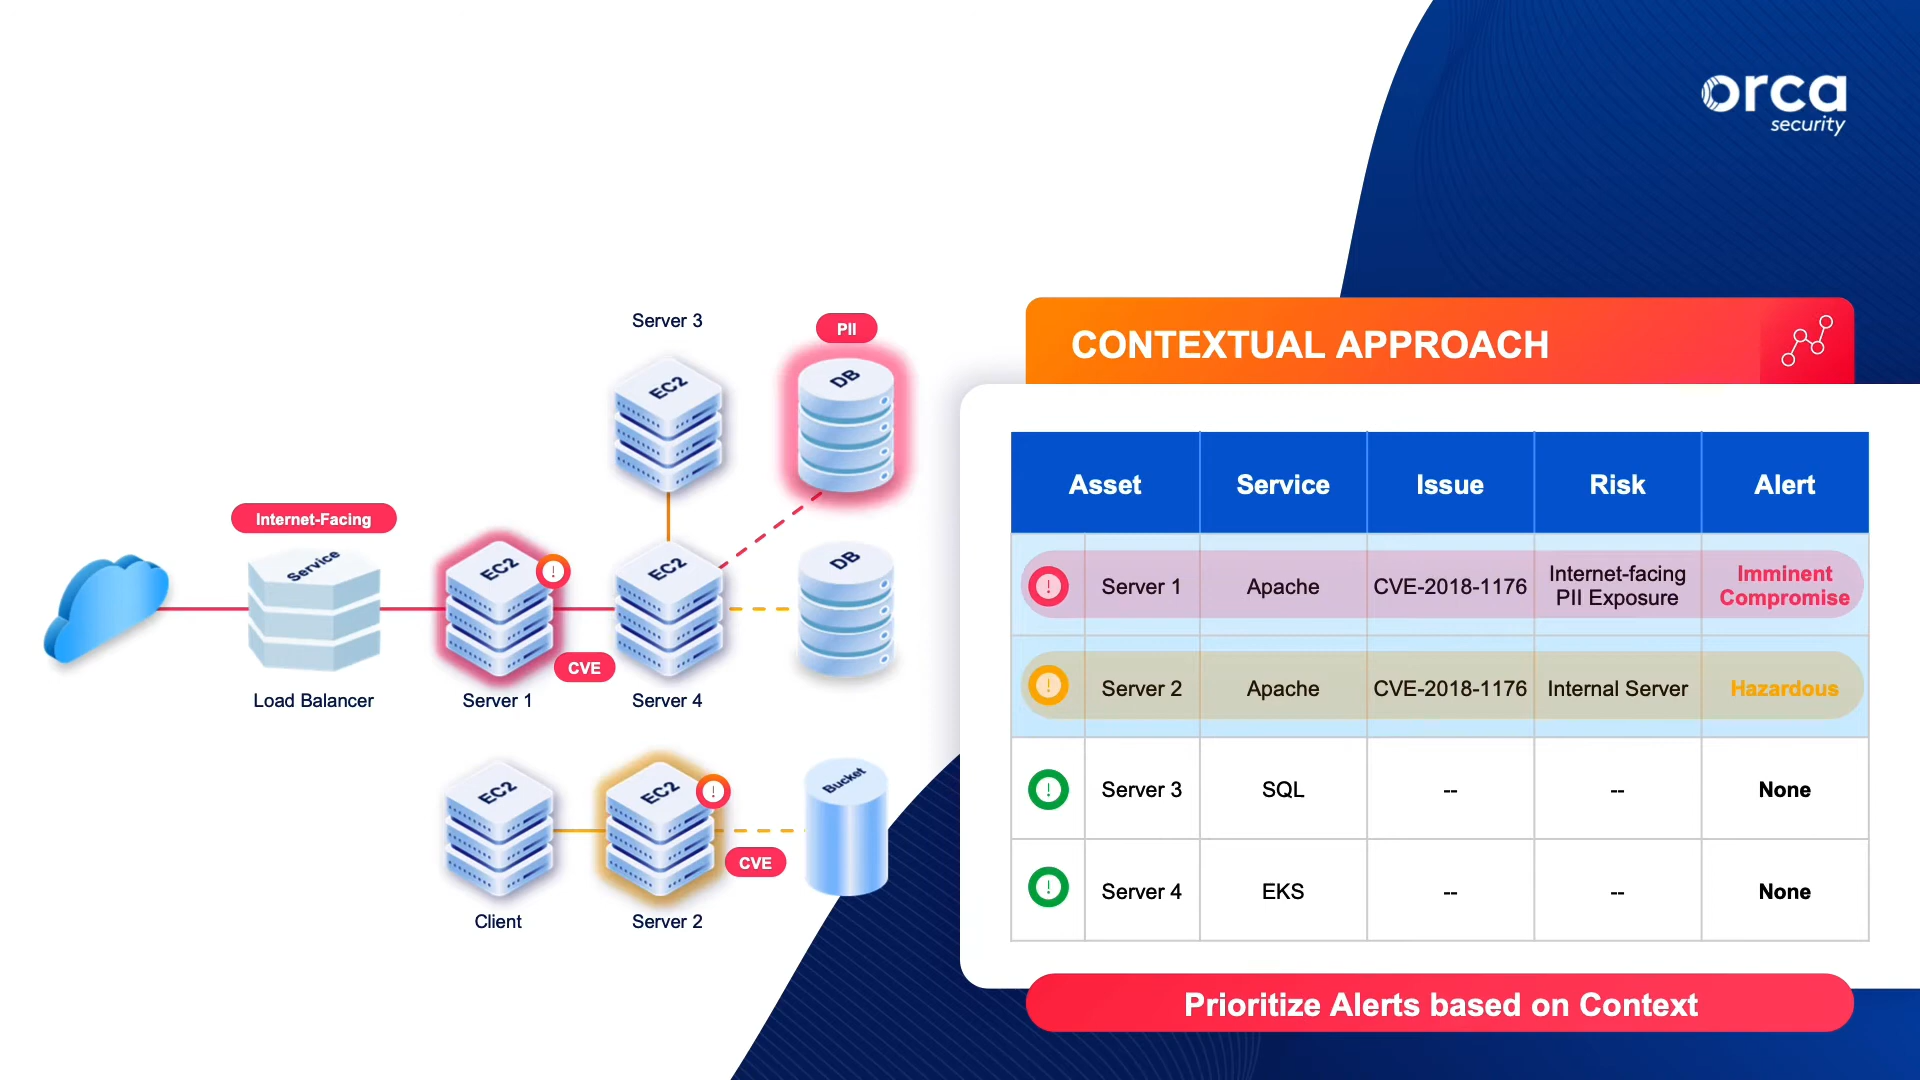 orca
security
Server 3
PII
EC2
DB
Internet-Facing
Service
EC2
EC2
DB
CVE
Load Balancer
Server 1
Server 4
EC2
EC2
Bucket
CVE
Client
Server 2
CONTEXTUAL APPROACH
Asset Service Issue Risk Alert
Server 1 Apache CVE-2018-1176 Internet-facing PII Exposure Imminent Compromise
Server 2 Apache CVE-2018-1176 Internal Server Hazardous
Server 3 SQL -- -- None
Server 4 EKS -- -- None
Prioritize Alerts based on Context